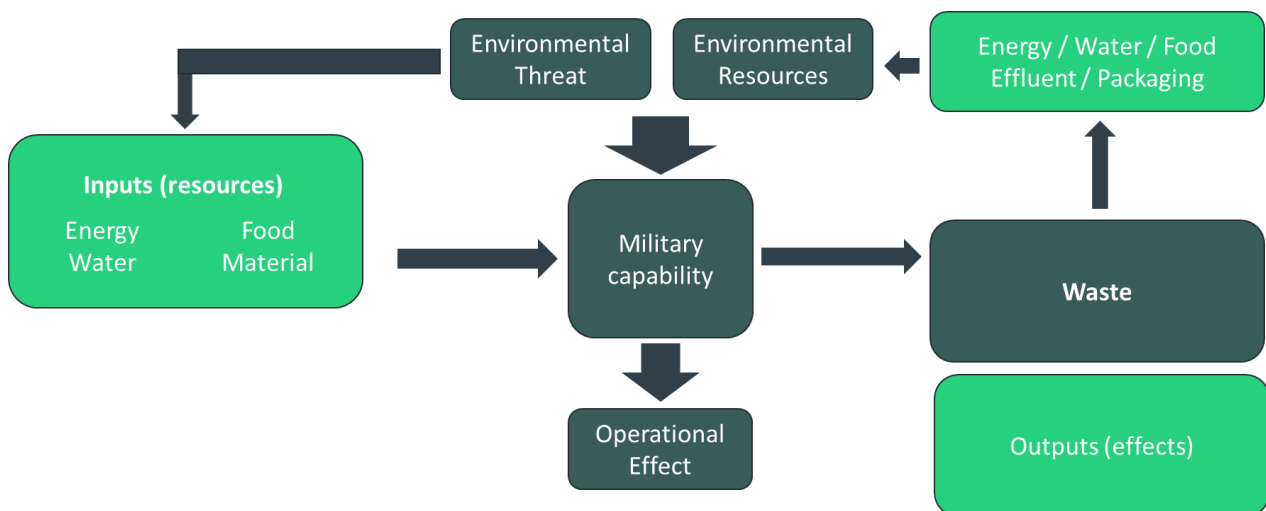 Environmental
Threat
Environmental
Resources
Energy / Water / Food
Effluent / Packaging
Inputs (resources)
Energy
Water
Food
Material
Military
capability
Waste
Operational
Effect
Outputs (effects)